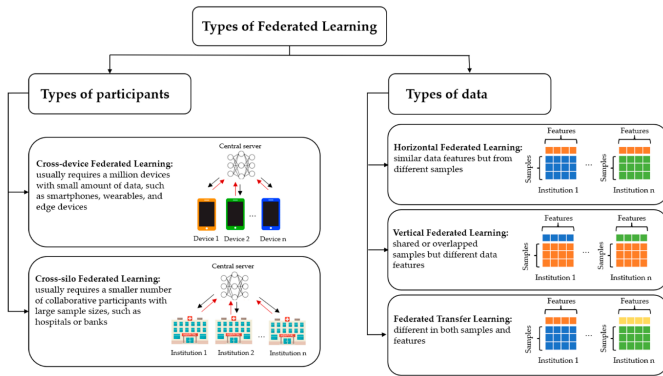 Types of Federated Learning
Types of participants
Cross-device Federated Learning:
usually requires a million devices
with small amount of data, such
as smartphones, wearables, and
edge devices
Central server
Device 1 Device 2 ... Device n
Cross-silo Federated Learning:
usually requires a smaller number
of collaborative participants with
large sample sizes, such as
hospitals or banks
Central server
Institution 1 Institution 2 ... Institution n
Types of data
Horizontal Federated Learning:
similar data features but from
different samples
Features Features
...
Samples Samples
Institution 1 Institution n
Vertical Federated Learning:
shared or overlapped
samples but different data
features
Features Features
...
Samples Samples
Institution 1 Institution n
Federated Transfer Learning:
different in both samples and
features
Features Features
...
Samples Samples
Institution 1 Institution n